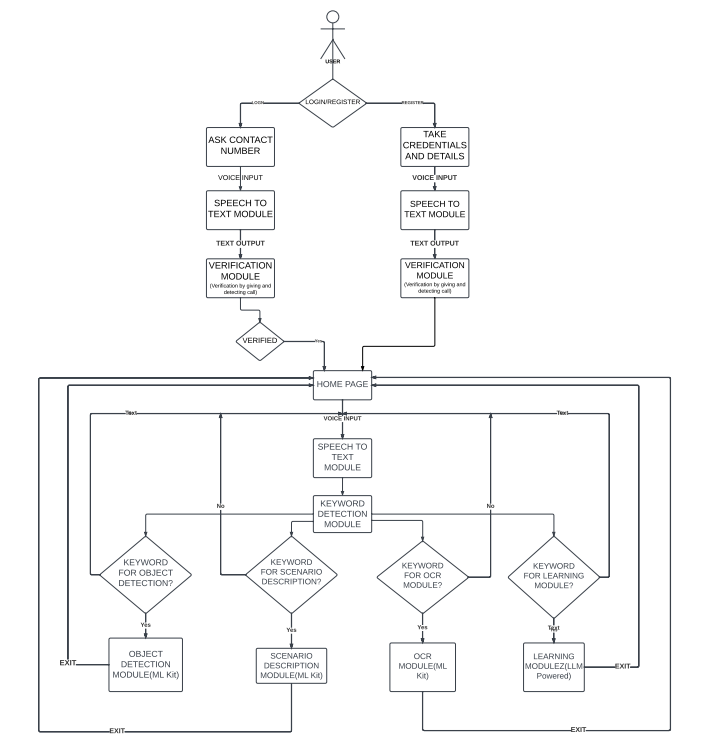 USER
LOGIN/REGISTER
LOGIN
REGISTER
ASK CONTACT
NUMBER
TAKE
CREDENTIALS
AND DETAILS
VOICE INPUT
VOICE INPUT
SPEECH TO
TEXT MODULE
SPEECH TO
TEXT MODULE
TEXT OUTPUT
TEXT OUTPUT
VERIFICATION
MODULE
(Verification by giving and
detecting call)
VERIFICATION
MODULE
(Verification by giving and
detecting call)
VERIFIED
Yes
HOME PAGE
Text
VOICE INPUT
Text
SPEECH TO
TEXT
MODULE
KEYWORD
DETECTION
MODULE
No
No
KEYWORD
FOR OBJECT
DETECTION?
KEYWORD
FOR SCENARIO
DESCRIPTION?
KEYWORD
FOR OCR
MODULE?
KEYWORD
FOR LEARNING
MODULE?
Yes
Yes
Yes
Text
OBJECT
DETECTION
MODULE(ML Kit)
SCENARIO
DESCRIPTION
MODULE(ML Kit)
OCR
MODULE(ML
Kit)
LEARNING
MODULEZ(LLM
Powered)
EXIT
EXIT
EXIT
EXIT